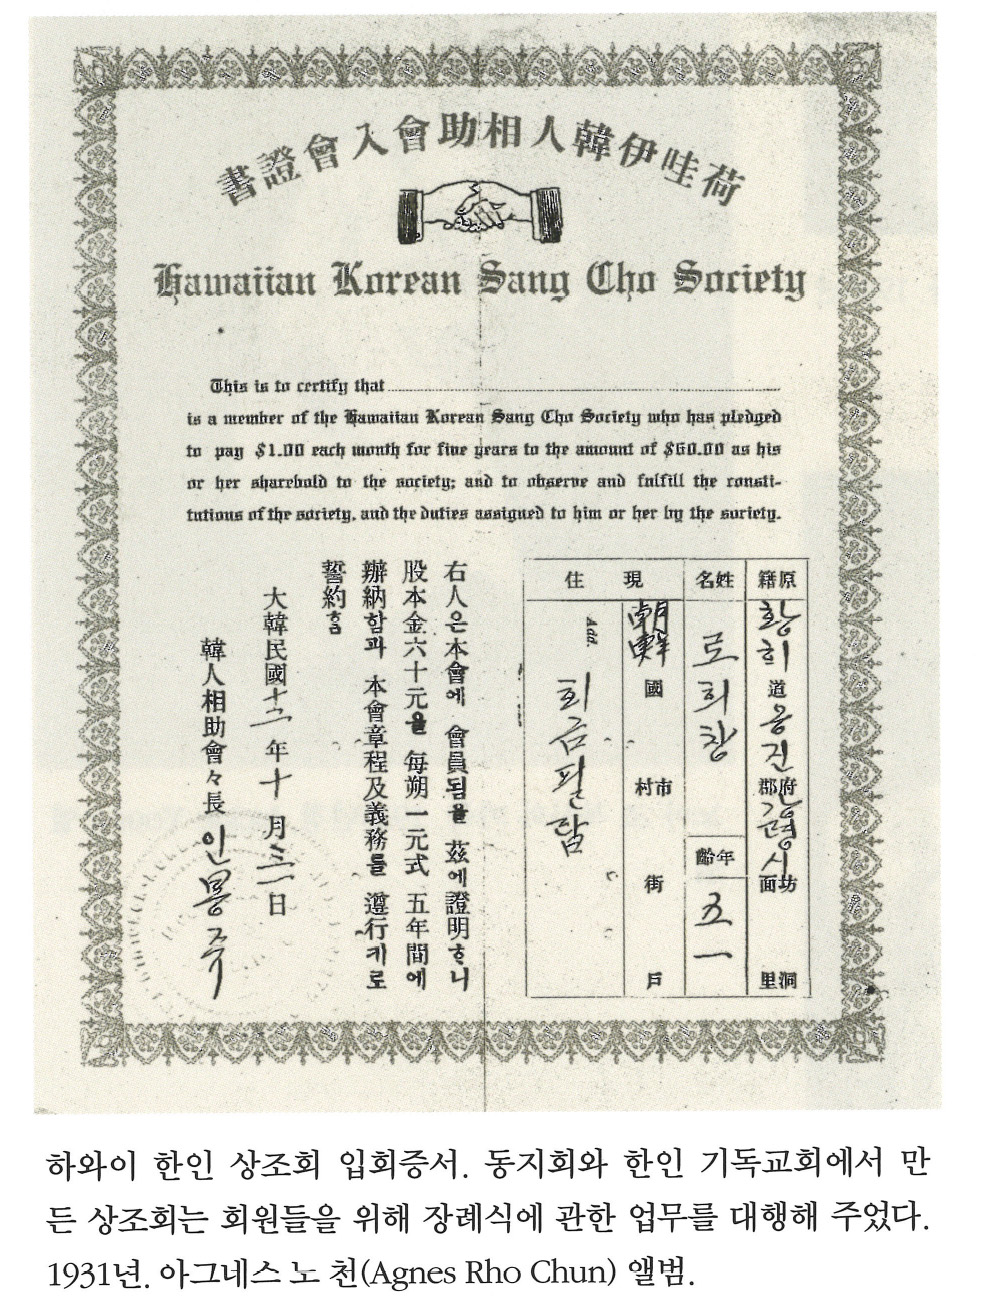 荷哇伊韓人相助會入會證書
Hawaiian Korean Sang Cho Society
This is to certify that
is a member of the Hawaiian Korean Sang Cho Society who has pledged
to pay $1.00 each month for five years to the amount of $60.00 as his
or her sharehold to the society; and to observe and fulfill the consti-
tutions of the society, and the duties assigned to him or her by the society.
原籍 황히道 옹진府郡 坊面 洞里
姓名 로희창
年齡 五一
現住
國 市村 街 戶
Add.
右人은本會에 會員됨을 玆에證明하니
股本金六十元을 每朔一元式 五年間에
辦納함과 本會章程及義務를 遵行키로
誓約홈
大韓民國十三年十月三一日
韓人相助會々長
하와이 한인 상조회 입회증서. 동지회와 한인 기독교회에서 만
든 상조회는 회원들을 위해 장례식에 관한 업무를 대행해 주었다.
1931년. 아그네스 노 천(Agnes Rho Chun) 앨범.